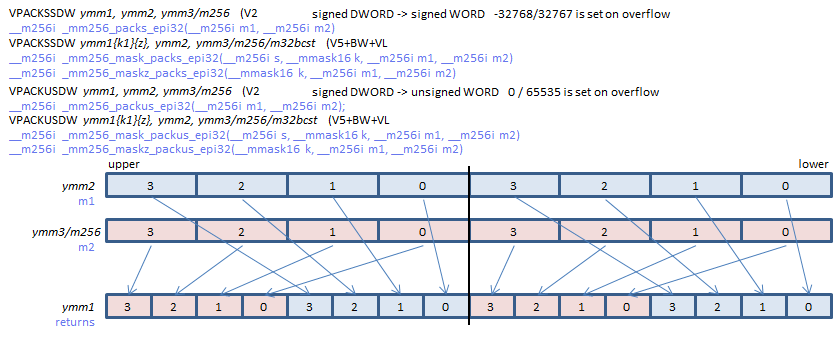 VPACKSSDW ymm1, ymm2, ymm3/m256 (V2 signed DWORD -> signed WORD -32768/32767 is set on overflow
__m256i _mm256_packs_epi32(__m256i m1, __m256i m2)
VPACKSSDW ymm1{k1}{z}, ymm2, ymm3/m256/m32bcst (V5+BW+VL
__m256i _mm256_mask_packs_epi32(__m256i s, __mmask16 k, __m256i m1, __m256i m2)
__m256i _mm256_maskz_packs_epi32(__mmask16 k, __m256i m1, __m256i m2)
VPACKUSDW ymm1, ymm2, ymm3/m256 (V2 signed DWORD -> unsigned WORD 0 / 65535 is set on overflow
__m256i _mm256_packus_epi32(__m256i m1, __m256i m2);
VPACKUSDW ymm1{k1}{z}, ymm2, ymm3/m256/m32bcst (V5+BW+VL
__m256i _mm256_mask_packus_epi32(__m256i s, __mmask16 k, __m256i m1, __m256i m2)
__m256i _mm256_maskz_packus_epi32(__mmask16 k, __m256i m1, __m256i m2)
upper lower
ymm2 3 2 1 0 3 2 1 0
m1
ymm3/m256 3 2 1 0 3 2 1 0
m2
ymm1 3 2 1 0 3 2 1 0 3 2 1 0 3 2 1 0
returns